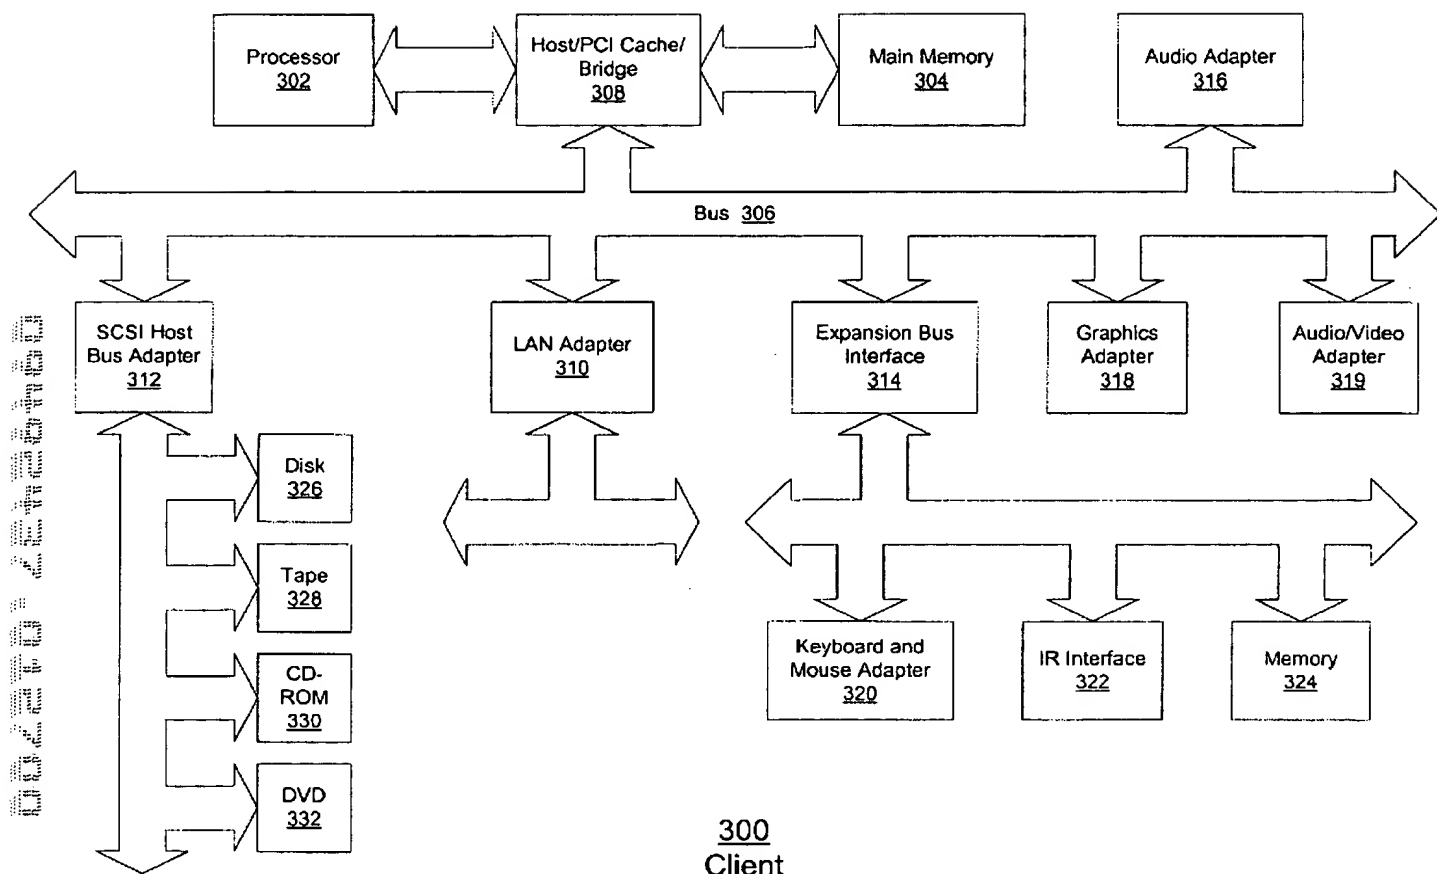 Processor
302
Host/PCI Cache/
Bridge
308
Main Memory
304
Audio Adapter
316
Bus 306
SCSI Host
Bus Adapter
312
LAN Adapter
310
Expansion Bus
Interface
314
Graphics
Adapter
318
Audio/Video
Adapter
319
Disk
326
Tape
328
CD-
ROM
330
DVD
332
Keyboard and
Mouse Adapter
320
IR Interface
322
Memory
324
300
Client